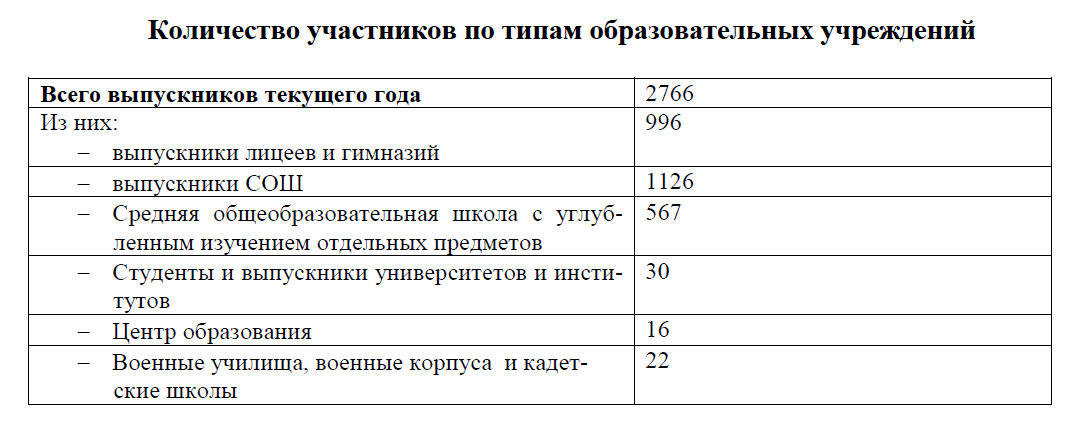 Количество участников по типам образовательных учреждений
Всего выпускников текущего года 2766
Из них: 996
– выпускники лицеев и гимназий
– выпускники СОШ 1126
– Средняя общеобразовательная школа с углуб- 567
ленным изучением отдельных предметов
– Студенты и выпускники университетов и инсти- 30
тутов
– Центр образования 16
– Военные училища, военные корпуса и кадет- 22
ские школы